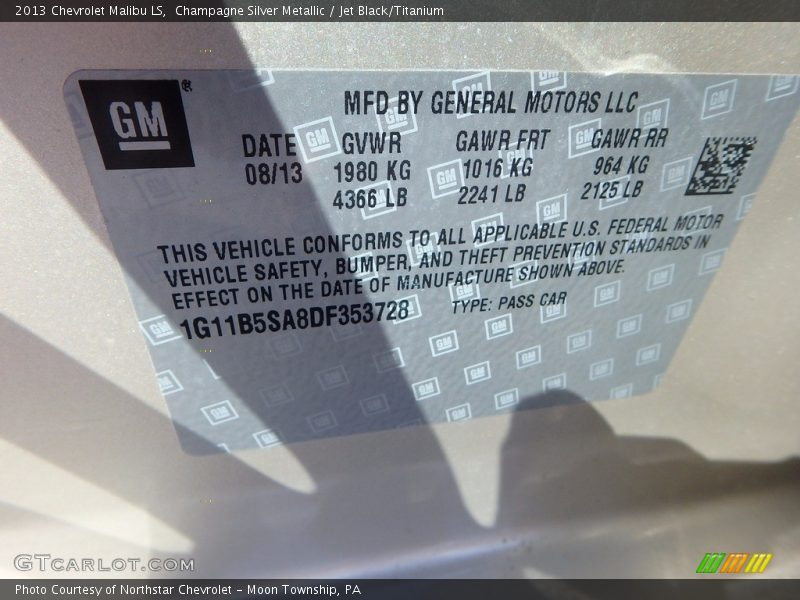 2013 Chevrolet Malibu LS,  Champagne Silver Metallic / Jet Black/Titanium
GM®
MFD BY GENERAL MOTORS LLC
DATE GVWR GAWR FRT GAWR RR
08/13 1980 KG 1016 KG 964 KG
4366 LB 2241 LB 2125 LB
THIS VEHICLE CONFORMS TO ALL APPLICABLE U.S. FEDERAL MOTOR
VEHICLE SAFETY, BUMPER, AND THEFT PREVENTION STANDARDS IN
EFFECT ON THE DATE OF MANUFACTURE SHOWN ABOVE.
1G11B5SA8DF353728 TYPE: PASS CAR
GTCARLOT.COM
Photo Courtesy of Northstar Chevrolet – Moon Township, PA